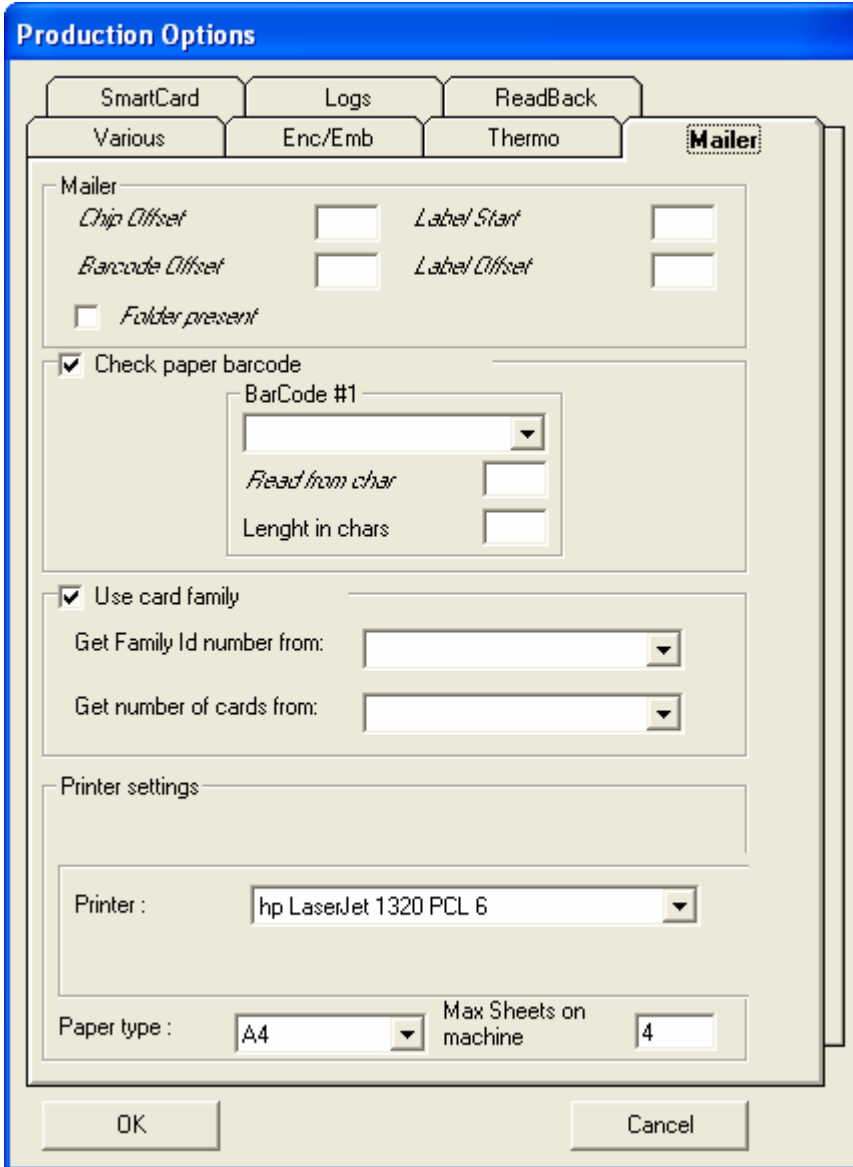 Production Options
SmartCard Logs ReadBack
Various Enc/Emb Thermo Mailer
Mailer
Chip Offset Label Start
Barcode Offset Label Offset
Folder present
Check paper barcode
BarCode #1
Read from char
Lenght in chars
Use card family
Get Family Id number from:
Get number of cards from:
Printer settings
Printer : hp LaserJet 1320 PCL 6
Paper type : A4 Max Sheets on
machine 4
OK Cancel